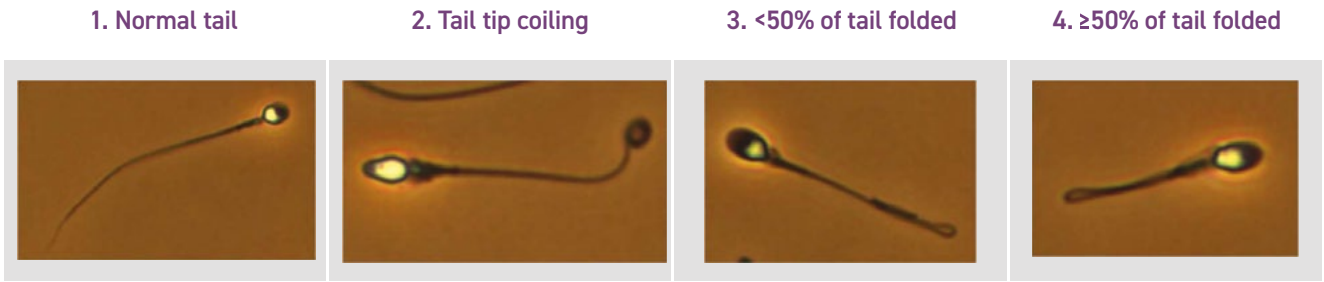 1. Normal tail
2. Tail tip coiling
3. <50% of tail folded
4. ≥50% of tail folded